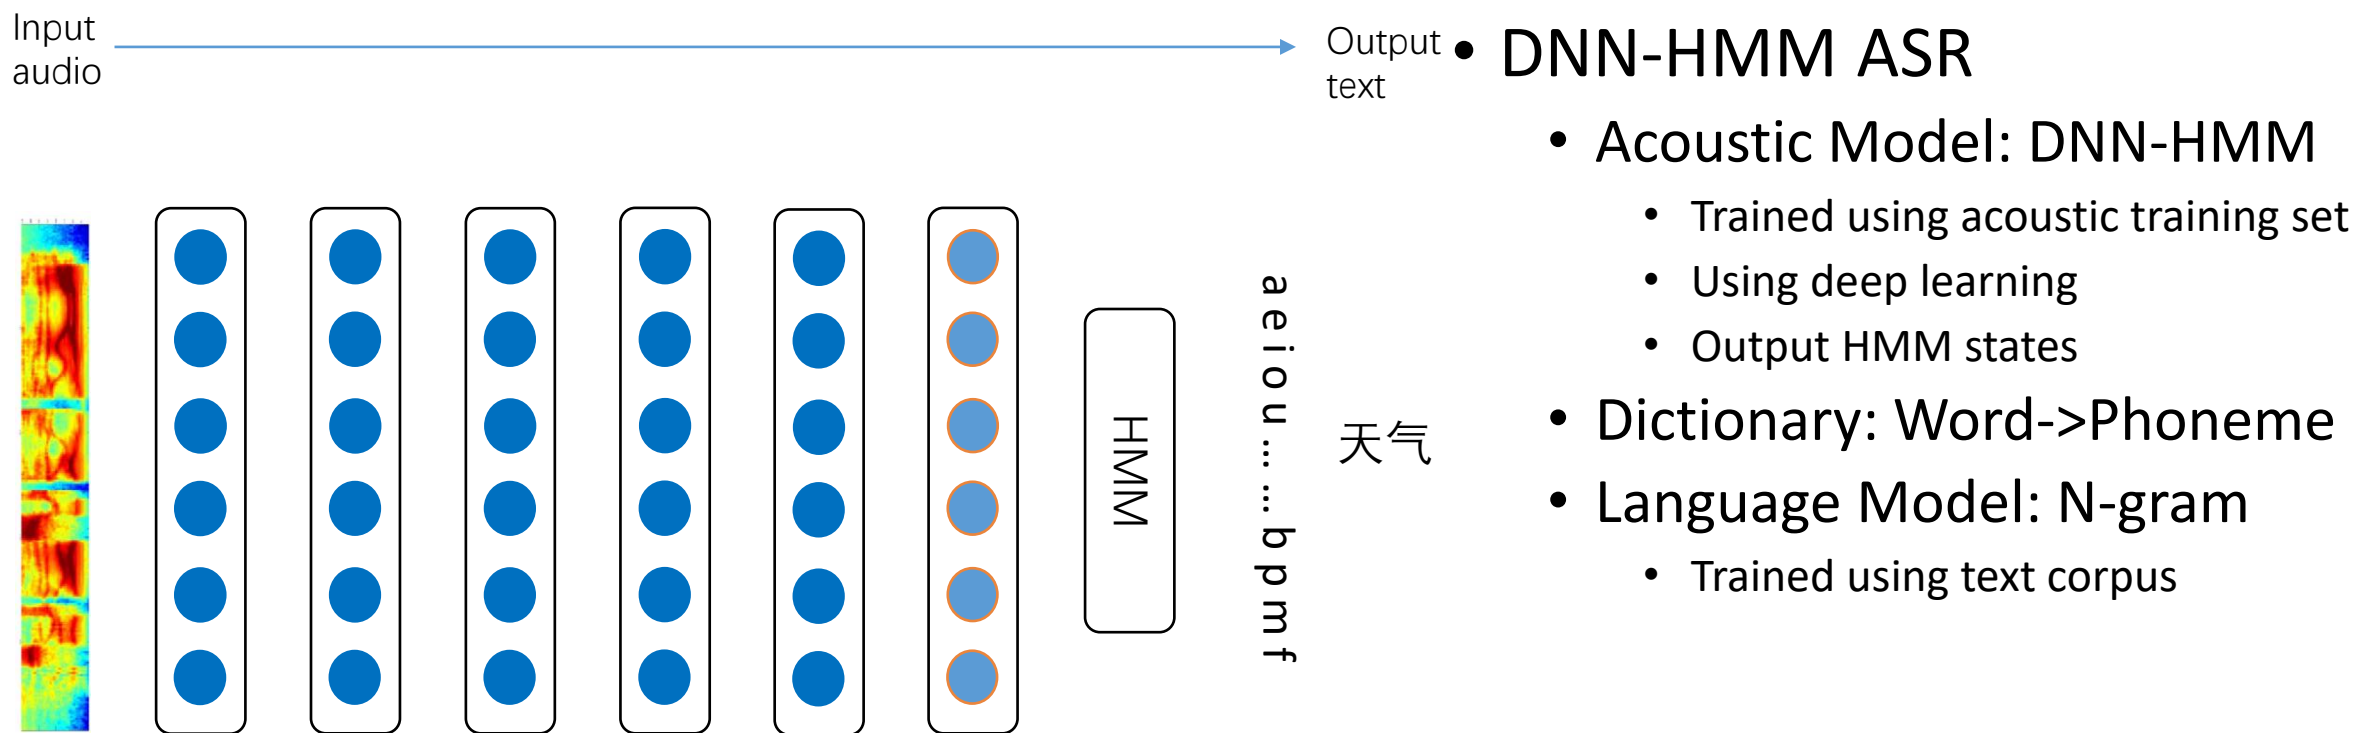 Input
audio
Output
text
HMM
a e i o u … … b p m f
天气
• DNN-HMM ASR
• Acoustic Model: DNN-HMM
• Trained using acoustic training set
• Using deep learning
• Output HMM states
• Dictionary: Word->Phoneme
• Language Model: N-gram
• Trained using text corpus